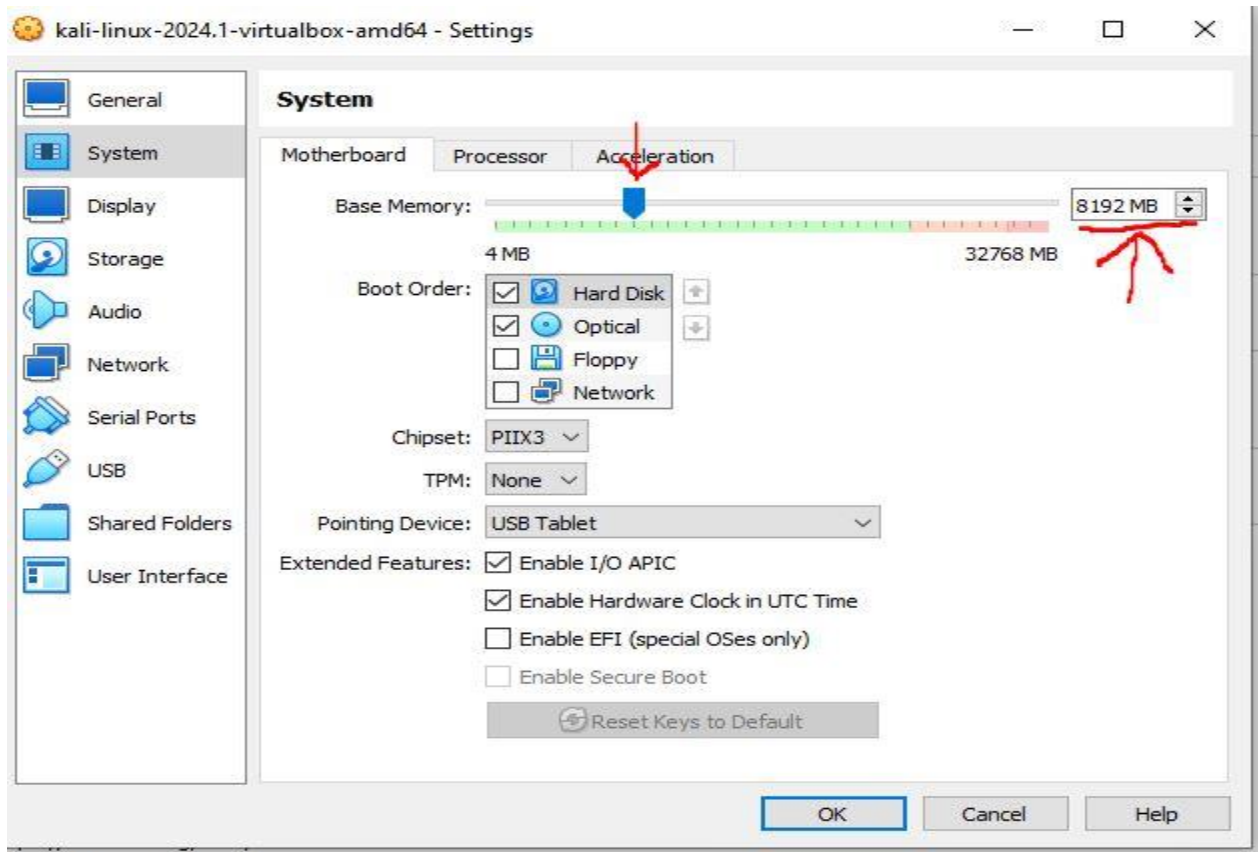 kali-linux-2024.1-virtualbox-amd64 - Settings
General
System
Display
Storage
Audio
Network
Serial Ports
USB
Shared Folders
User Interface
System
Motherboard Processor Acceleration
Base Memory: 8192 MB
4 MB 32768 MB
Boot Order: Hard Disk
Optical
Floppy
Network
Chipset: PIIX3
TPM: None
Pointing Device: USB Tablet
Extended Features: Enable I/O APIC
Enable Hardware Clock in UTC Time
Enable EFI (special OSes only)
Enable Secure Boot
Reset Keys to Default
OK Cancel Help